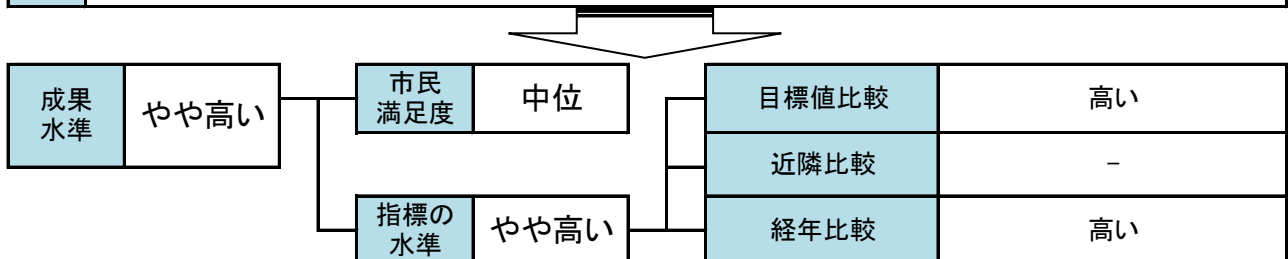 成果
水準
やや高い
市民
満足度
中位
指標の
水準
やや高い
目標値比較
高い
近隣比較
－
経年比較
高い